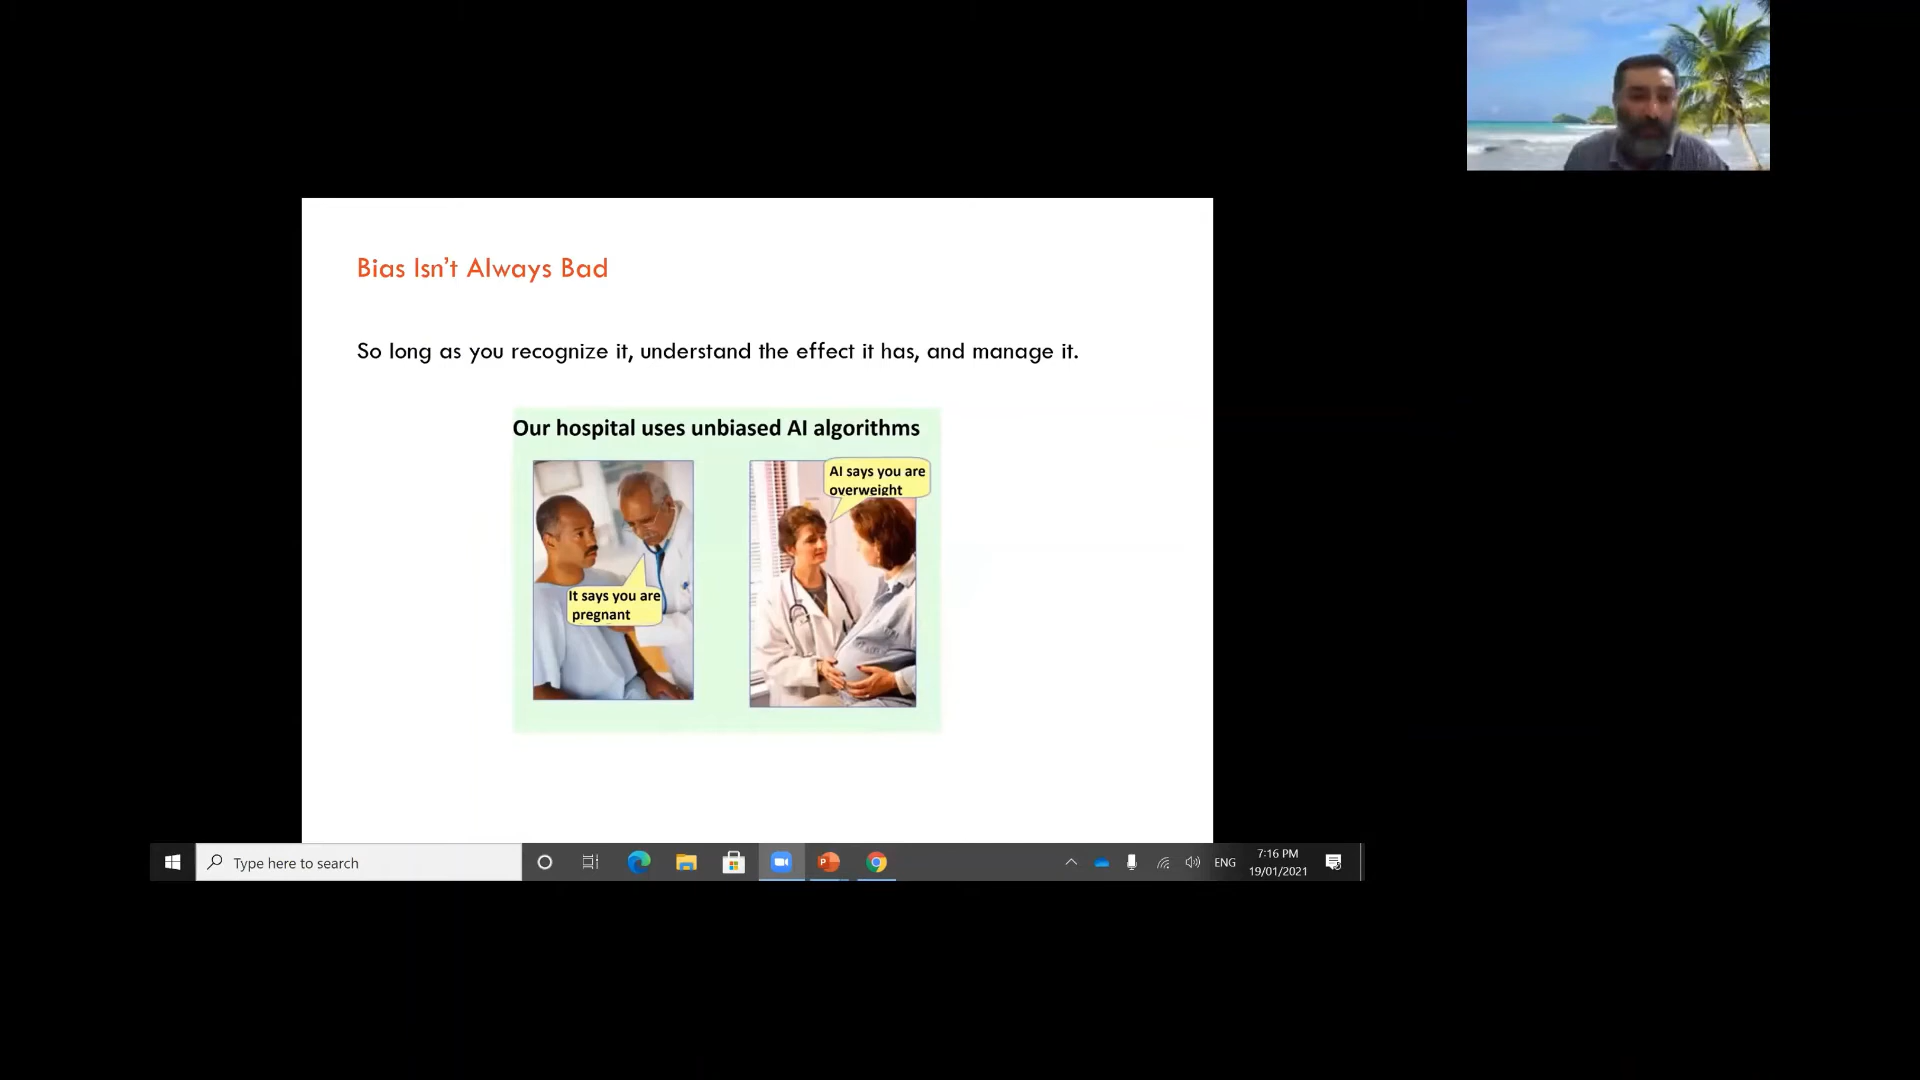 Bias Isn't Always Bad
So long as you recognize it, understand the effect it has, and manage it.
Our hospital uses unbiased AI algorithms
AI says you are
overweight
It says you are
pregnant
Type here to search
ENG
7:16 PM
19/01/2021